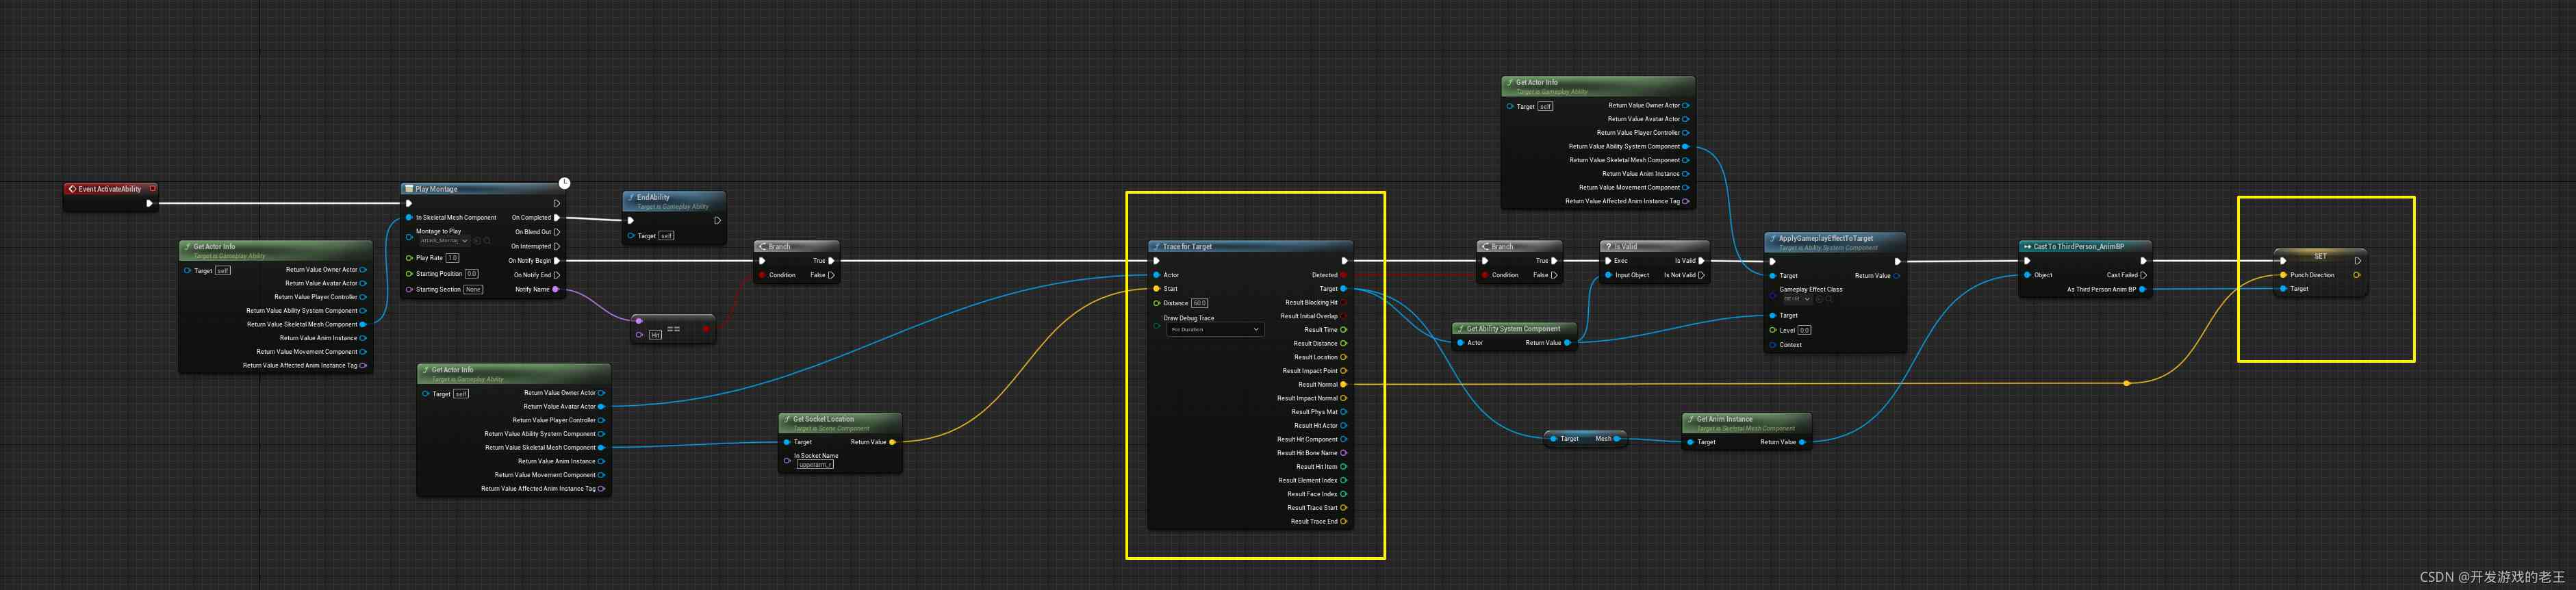 Event ActivateAbility
Get Actor Info
Target is Gameplay Ability
Target self
Return Value Owner Actor
Return Value Avatar Actor
Return Value Player Controller
Return Value Ability System Component
Return Value Skeletal Mesh Component
Return Value Anim Instance
Return Value Movement Component
Return Value Affected Anim Instance Tag
Play Montage
In Skeletal Mesh Component
On Completed
Montage to Play
Attack_Montag
On Blend Out
On Interrupted
Play Rate 1.0
On Notify Begin
Starting Position 0.0
On Notify End
Starting Section None
Notify Name
EndAbility
Target is Gameplay Ability
Target self
==
Hit
Branch
True
Condition
False
Get Actor Info
Target is Gameplay Ability
Target self
Return Value Owner Actor
Return Value Avatar Actor
Return Value Player Controller
Return Value Ability System Component
Return Value Skeletal Mesh Component
Return Value Anim Instance
Return Value Movement Component
Return Value Affected Anim Instance Tag
Get Socket Location
Target is Scene Component
Target
Return Value
In Socket Name
upperarm_r
Trace for Target
Actor
Detected
Start
Target
Distance 60.0
Result Blocking Hit
Draw Debug Trace
Result Initial Overlap
For Duration
Result Time
Result Distance
Result Location
Result Impact Point
Result Normal
Result Impact Normal
Result Phys Mat
Result Hit Actor
Result Hit Component
Result Hit Bone Name
Result Hit Item
Result Element Index
Result Face Index
Result Trace Start
Result Trace End
Get Actor Info
Target is Gameplay Ability
Target self
Return Value Owner Actor
Return Value Avatar Actor
Return Value Player Controller
Return Value Ability System Component
Return Value Skeletal Mesh Component
Return Value Anim Instance
Return Value Movement Component
Return Value Affected Anim Instance Tag
Branch
True
Condition
False
Get Ability System Component
Actor
Return Value
? Is Valid
Exec
Is Valid
Input Object
Is Not Valid
Target
Mesh
Get Anim Instance
Target is Skeletal Mesh Component
Target
Return Value
ApplyGameplayEffectToTarget
Target is Ability System Component
Target
Return Value
Gameplay Effect Class
Target
Level 0.0
Context
Cast To ThirdPerson_AnimBP
Object
Cast Failed
As Third Person Anim BP
SET
Punch Direction
Target
CSDN @开发游戏的老王